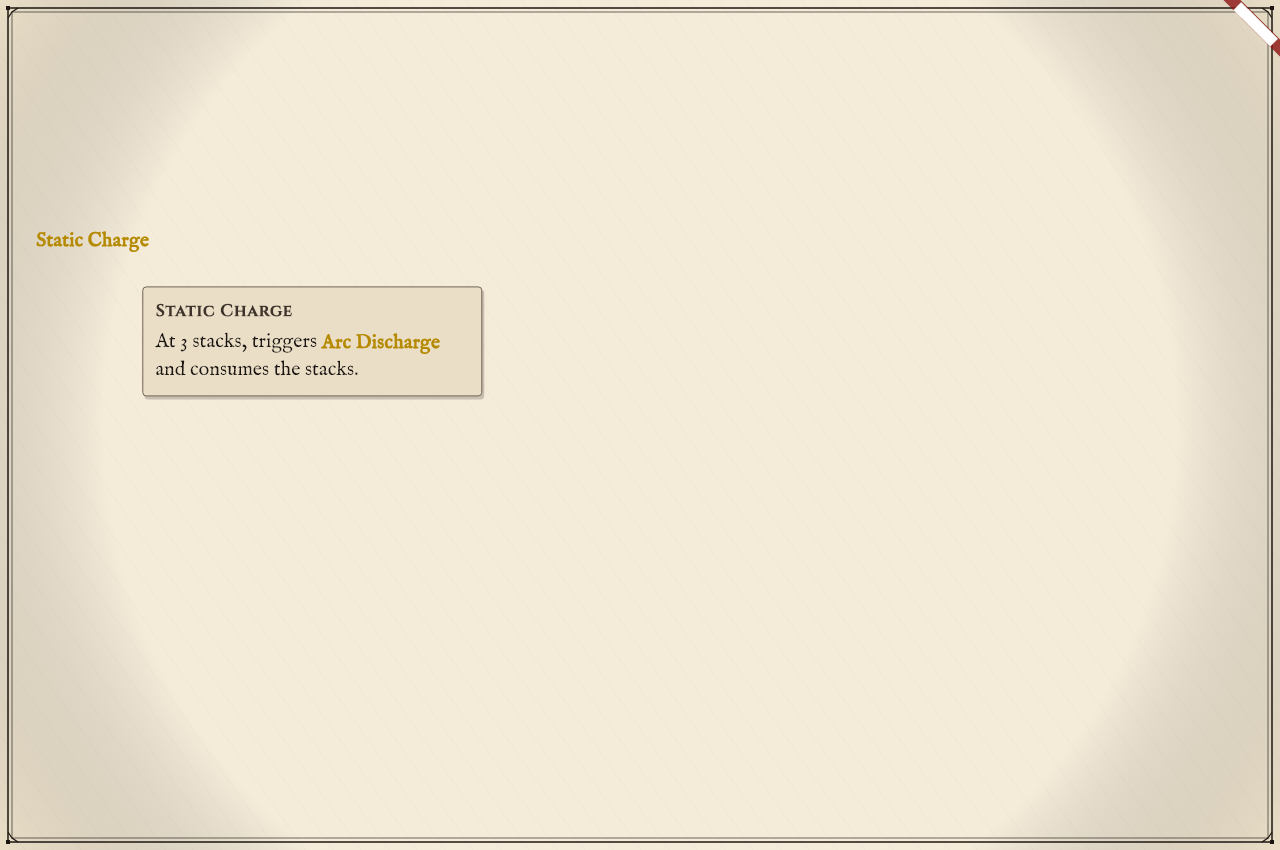 Static Charge
Static Charge
At 3 stacks, triggers Arc Discharge
and consumes the stacks.